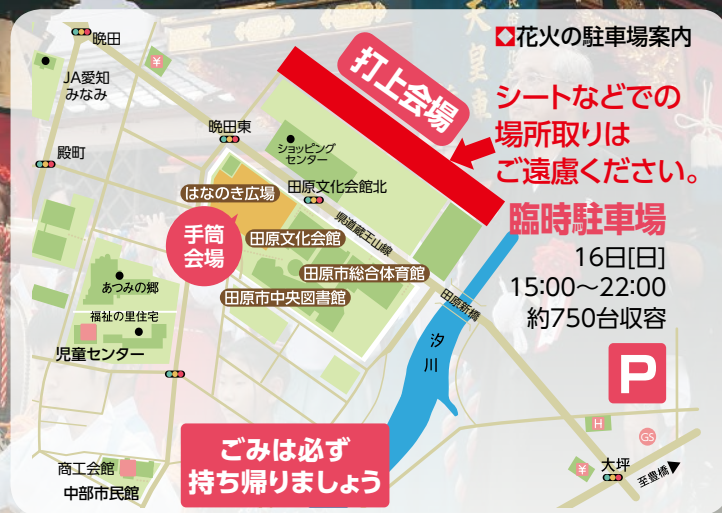 ◆花火の駐車場案内
シートなどでの
場所取りは
ご遠慮ください。
臨時駐車場
16日[日]
15:00〜22:00
約750台収容
P
打上会場
晩田
¥
JA愛知
みなみ
殿町
晩田東
ショッピング
センター
はなのき広場
田原文化会館北
県道蔵王山線
手筒
会場
田原文化会館
田原市総合体育館
田原市中央図書館
田原新橋
あつみの郷
福祉の里住宅
児童センター
汐
川
H
GS
¥
大坪
至豊橋▶
商工会館
中部市民館
ごみは必ず
持ち帰りましょう
天皇車